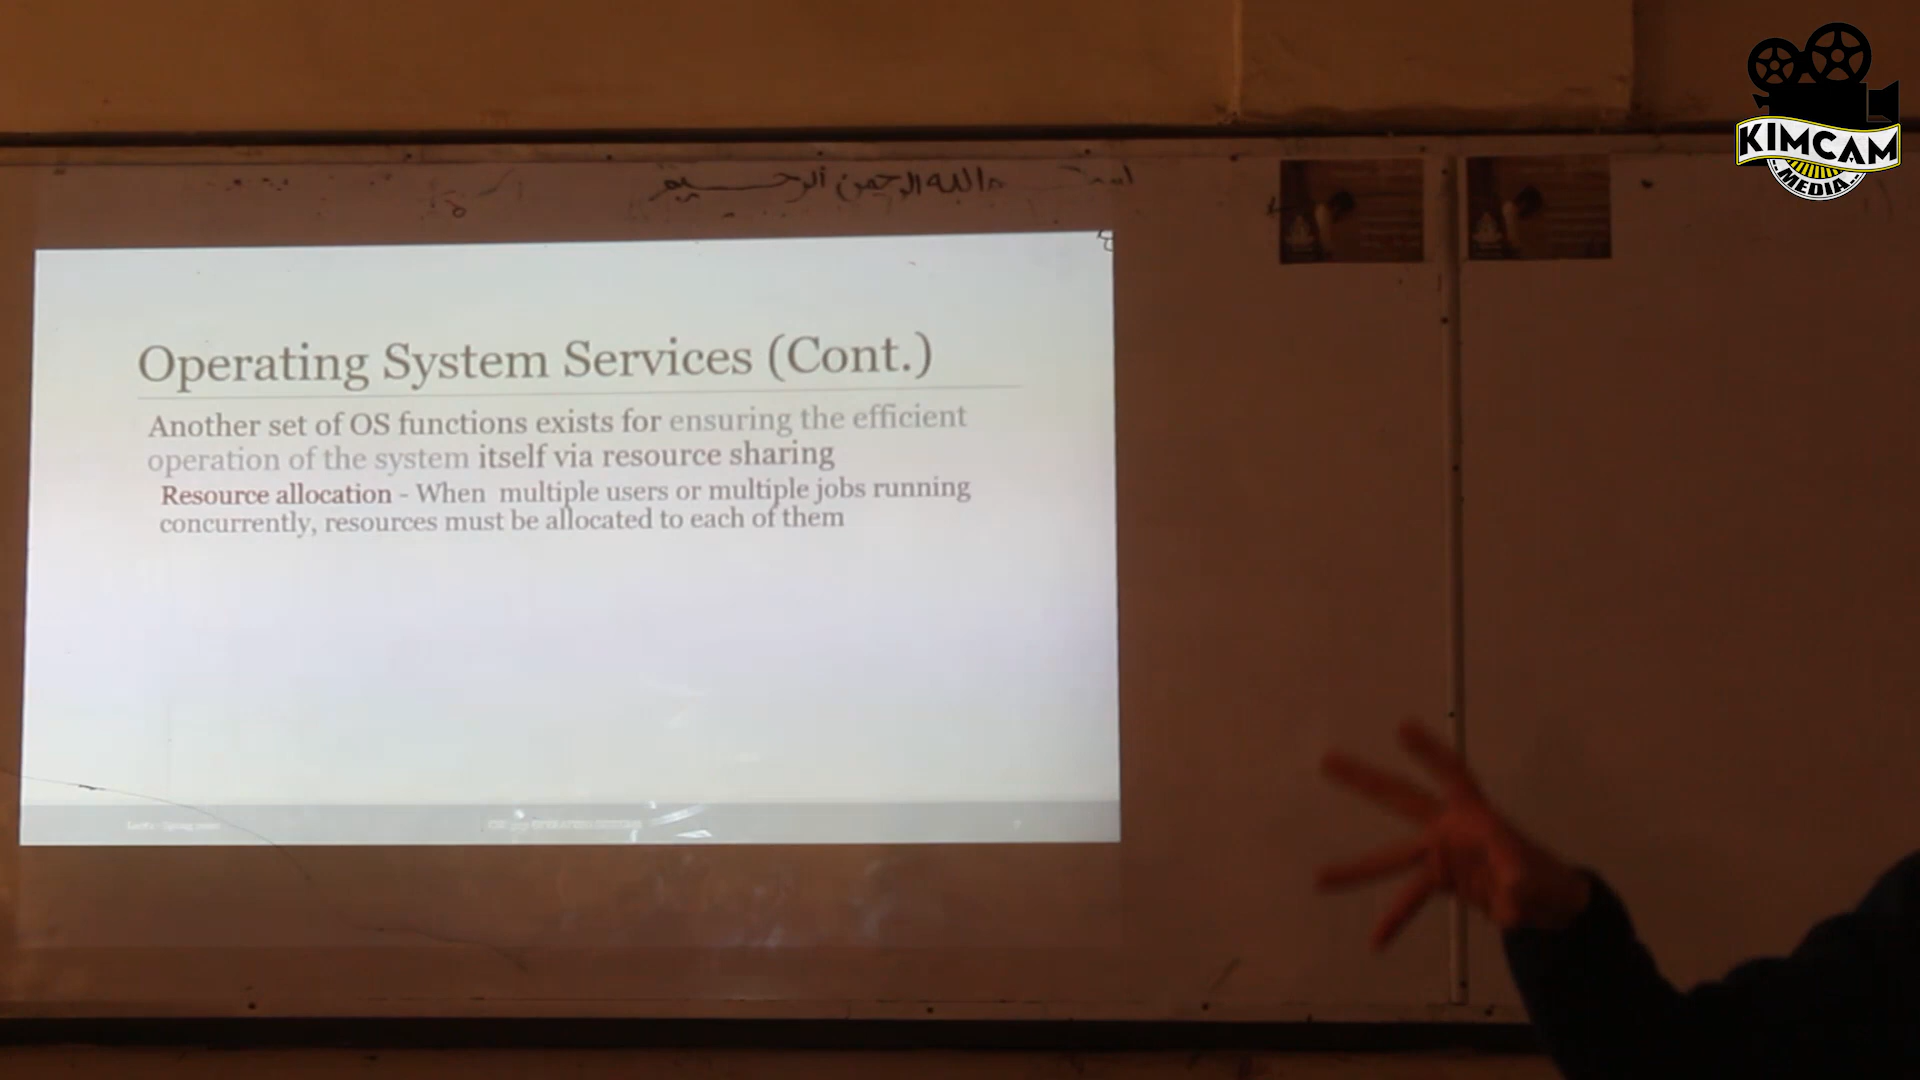 KIMCAM
MEDIA
بسم الله الرحمن الرحيم
Operating System Services (Cont.)
Another set of OS functions exists for ensuring the efficient
operation of the system itself via resource sharing
Resource allocation - When multiple users or multiple jobs running
concurrently, resources must be allocated to each of them